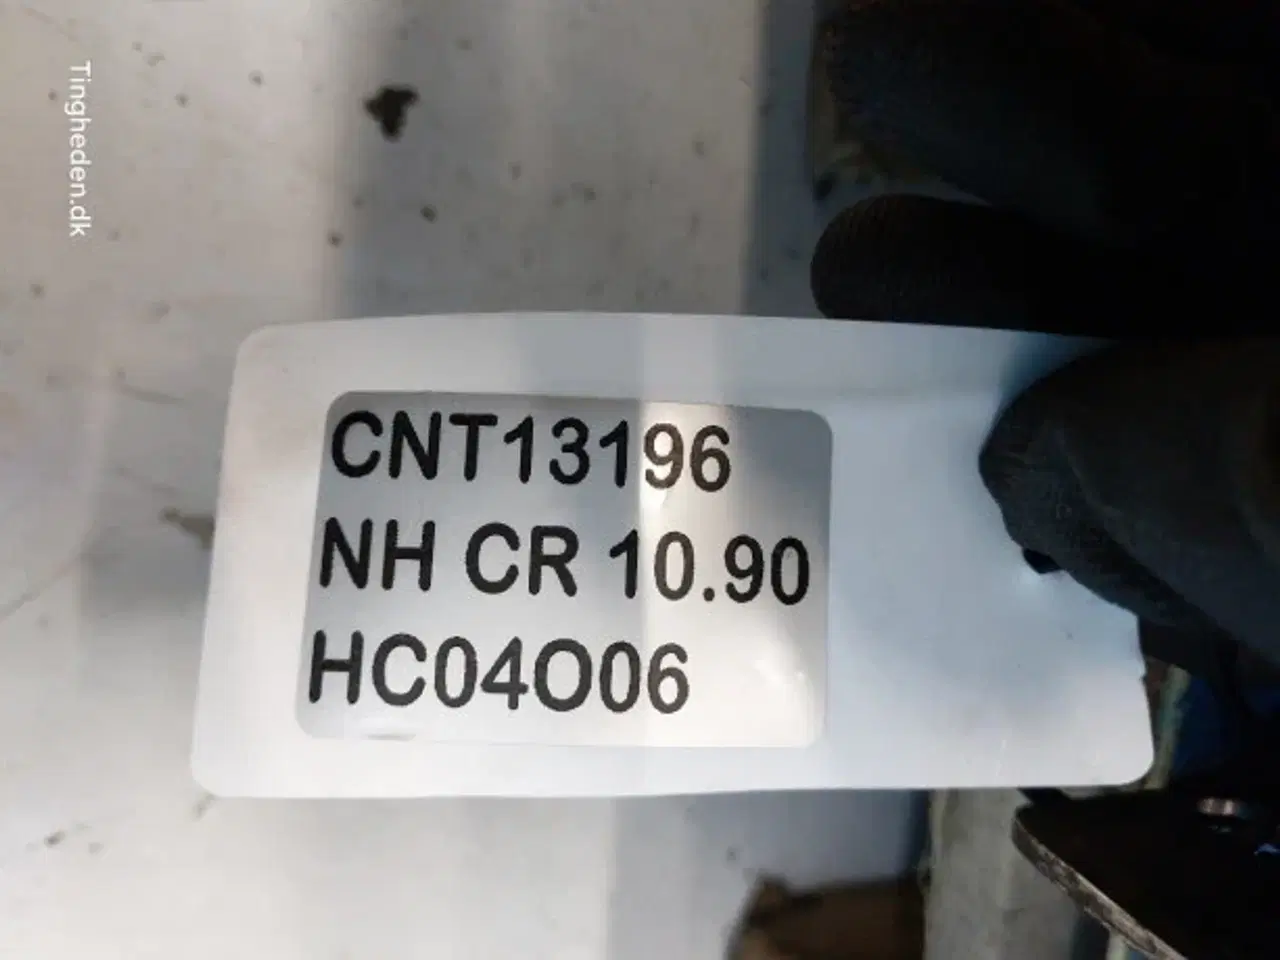 Tingheden.dk
CNT13196
NH CR 10.90
HC04O06